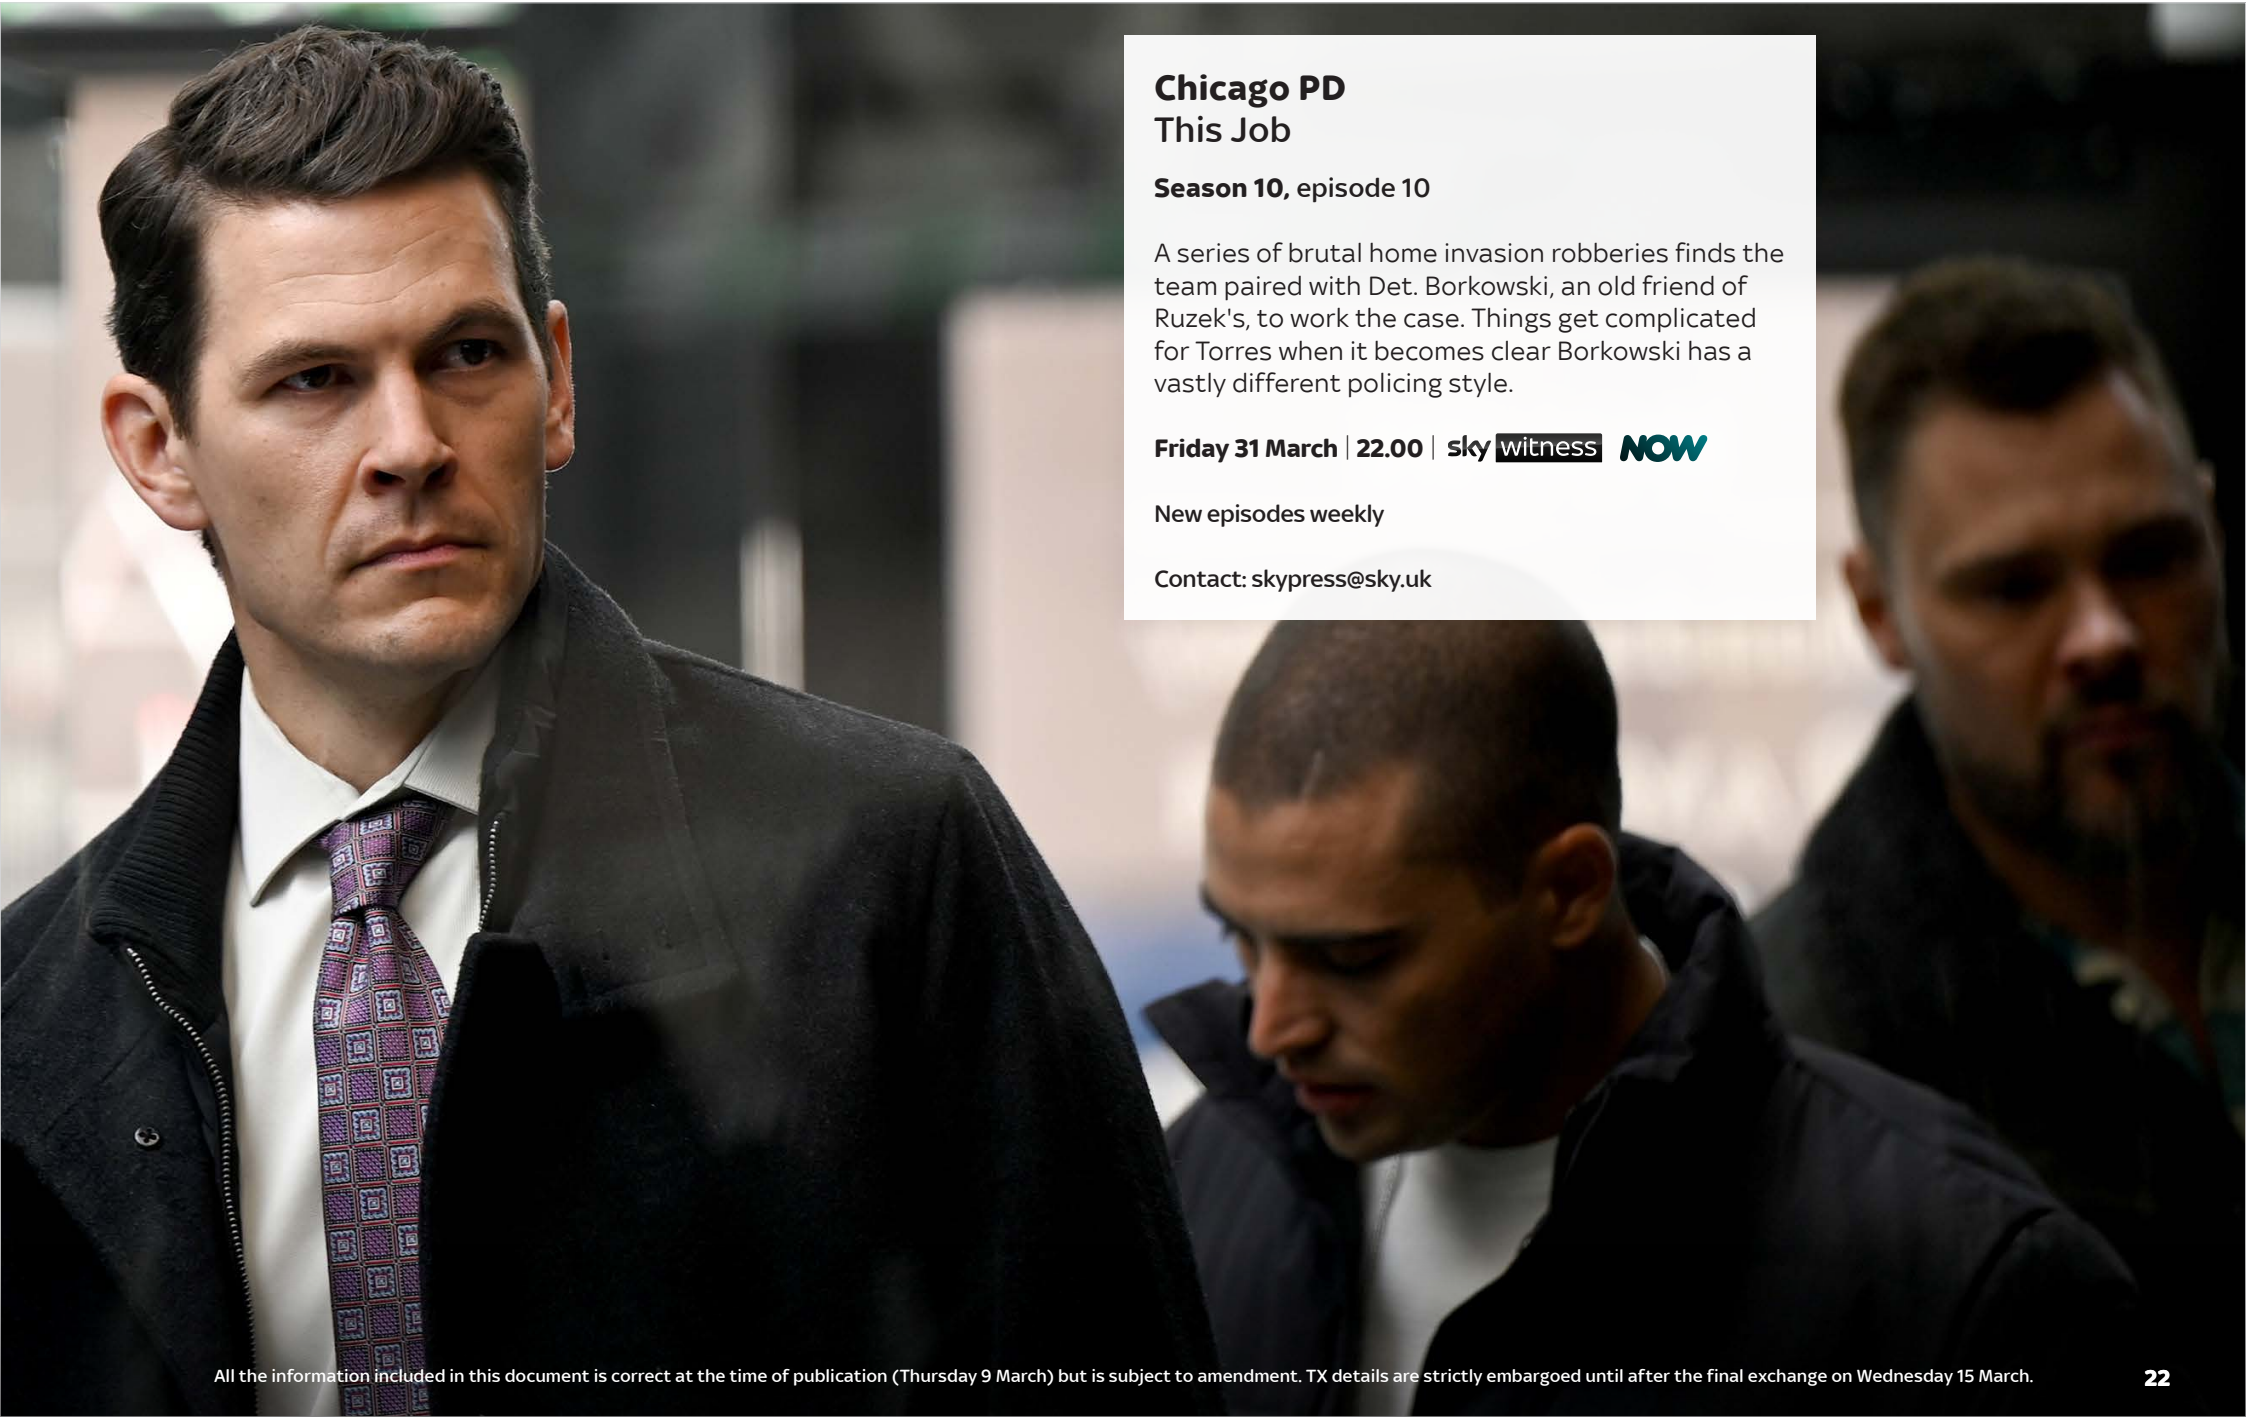 Chicago PD
This Job
Season 10, episode 10
A series of brutal home invasion robberies finds the
team paired with Det. Borkowski, an old friend of
Ruzek's, to work the case. Things get complicated
for Torres when it becomes clear Borkowski has a
vastly different policing style.
Friday 31 March | 22.00 | sky witness NOW
New episodes weekly
Contact: skypress@sky.uk
All the information included in this document is correct at the time of publication (Thursday 9 March) but is subject to amendment. TX details are strictly embargoed until after the final exchange on Wednesday 15 March. 22